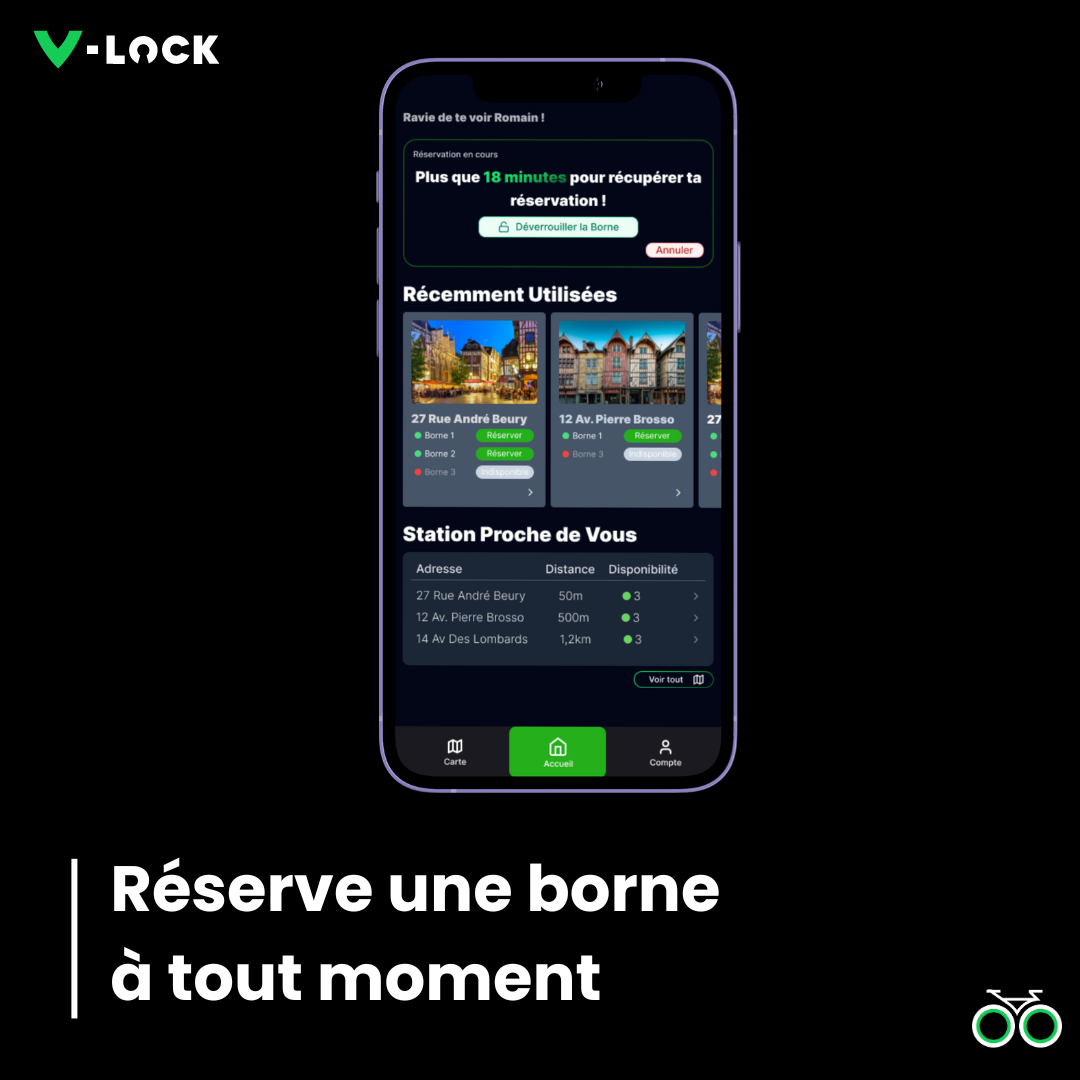 V-LOCK
Ravie de te voir Romain !
Réservation en cours
Plus que 18 minutes pour récupérer ta
réservation !
Déverrouiller la Borne
Annuler
Récemment Utilisées
27 Rue André Beury
Borne 1 Réserver
Borne 2 Réserver
Borne 3 Indisponible
12 Av. Pierre Brosso
Borne 1 Réserver
Borne 3 Indisponible
27
Station Proche de Vous
Adresse Distance Disponibilité
27 Rue André Beury 50m 3
12 Av. Pierre Brosso 500m 3
14 Av Des Lombards 1,2km 3
Voir tout
Carte Accueil Compte
Réserve une borne
à tout moment